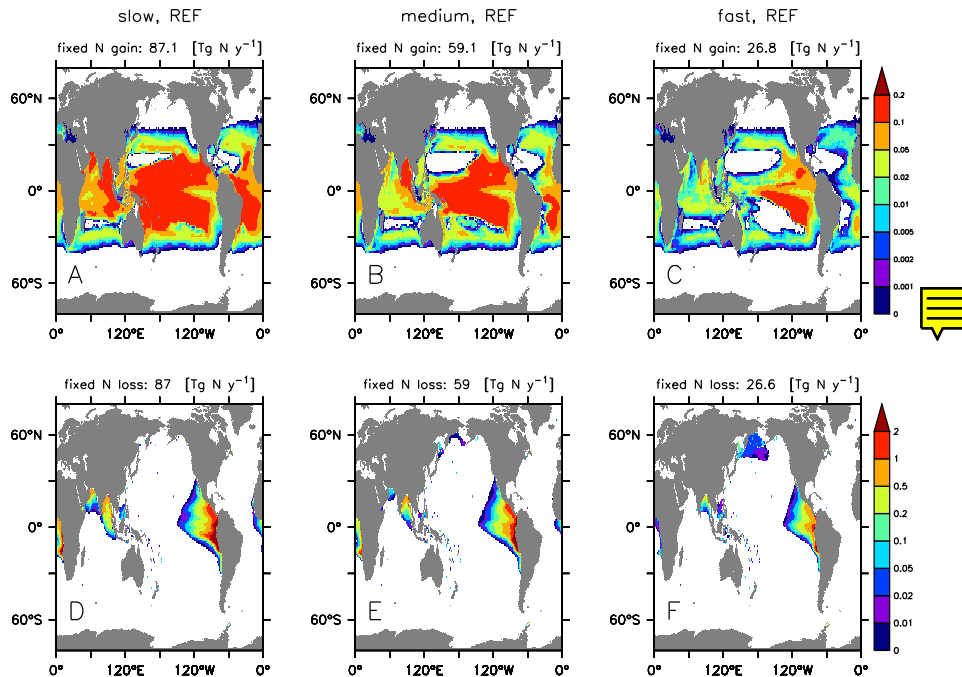 slow, REF medium, REF fast, REF
fixed N gain: 87.1 [Tg N y⁻¹] fixed N gain: 59.1 [Tg N y⁻¹] fixed N gain: 26.8 [Tg N y⁻¹]
60°N 60°N 60°N
0° 0° 0°
60°S 60°S 60°S
A B C
0° 120°E 120°W 0° 0° 120°E 120°W 0° 0° 120°E 120°W 0°
0.2
0.1
0.05
0.02
0.01
0.005
0.002
0.001
0
fixed N loss: 87 [Tg N y⁻¹] fixed N loss: 59 [Tg N y⁻¹] fixed N loss: 26.6 [Tg N y⁻¹]
60°N 60°N 60°N
0° 0° 0°
60°S 60°S 60°S
D E F
0° 120°E 120°W 0° 0° 120°E 120°W 0° 0° 120°E 120°W 0°
2
1
0.5
0.2
0.1
0.05
0.02
0.01
0